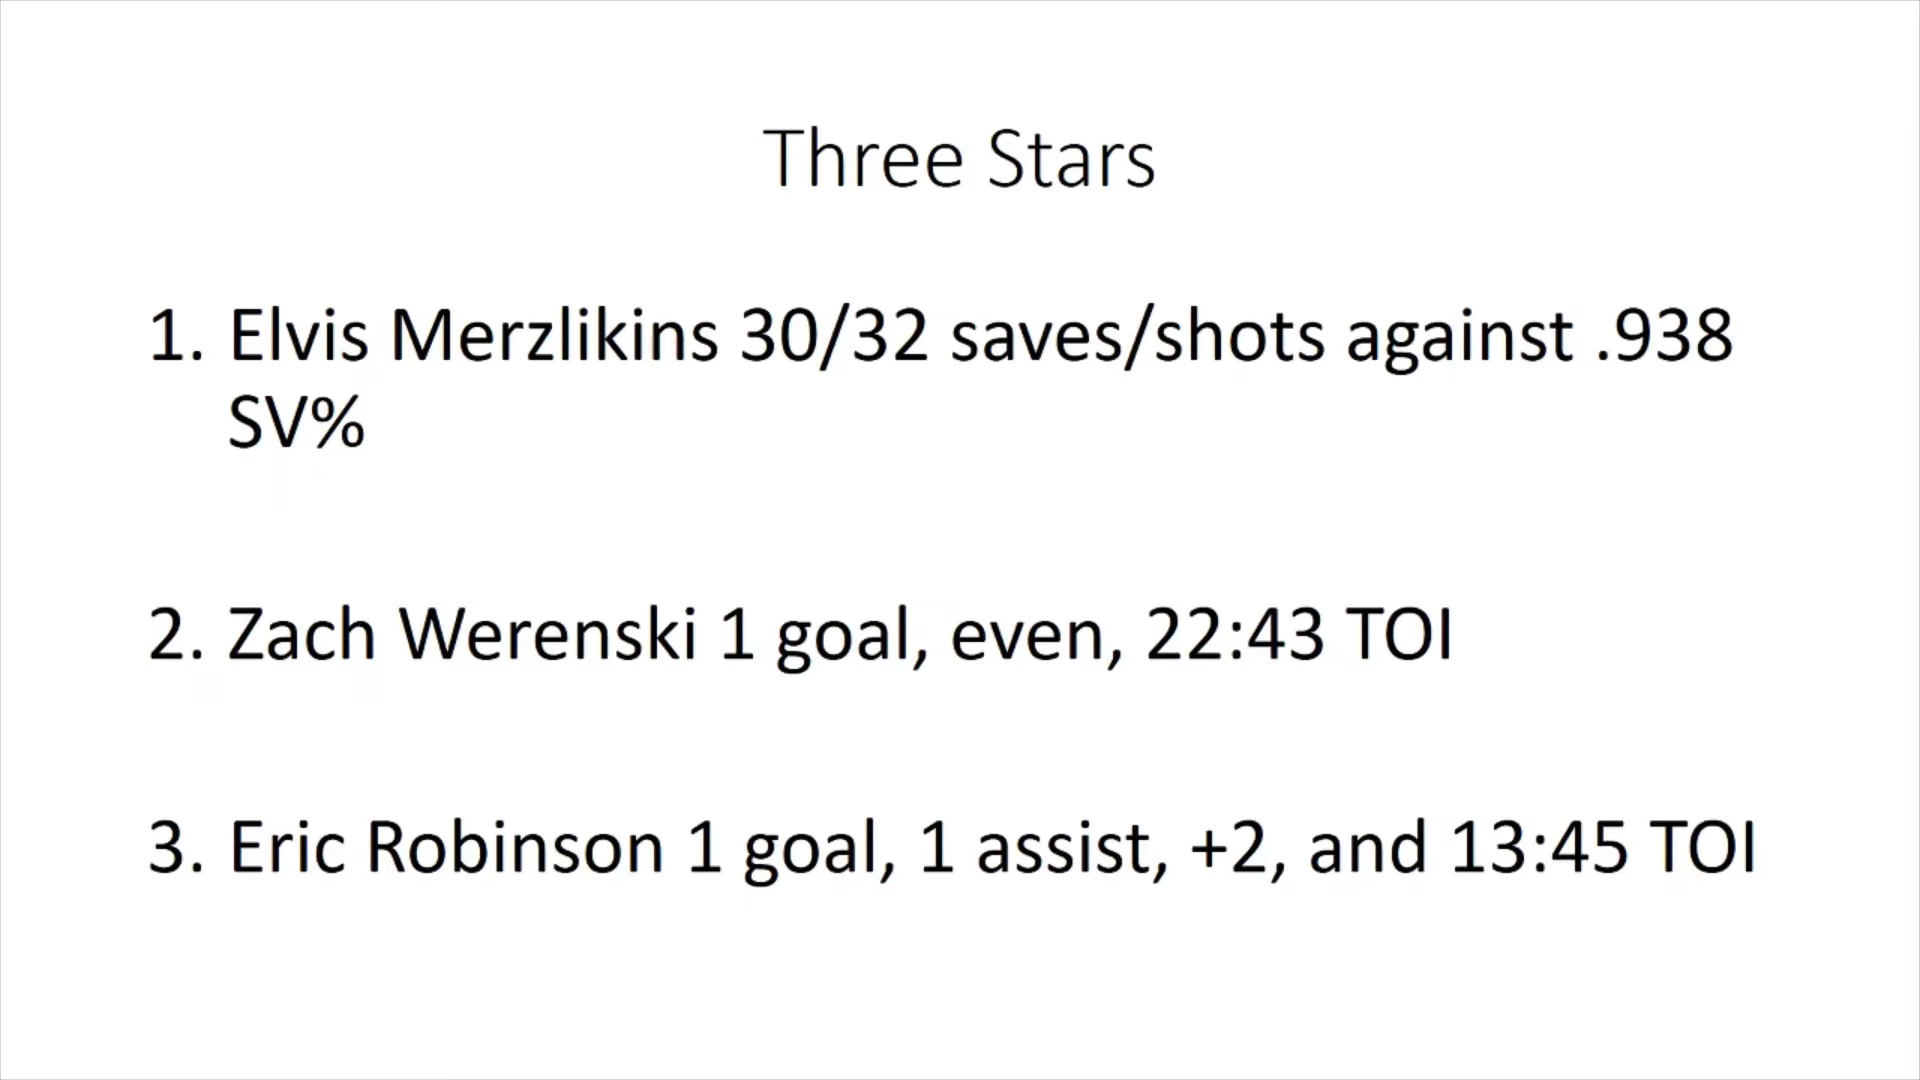 Three Stars
1. Elvis Merzlikins 30/32 saves/shots against .938
SV%
2. Zach Werenski 1 goal, even, 22:43 TOI
3. Eric Robinson 1 goal, 1 assist, +2, and 13:45 TOI